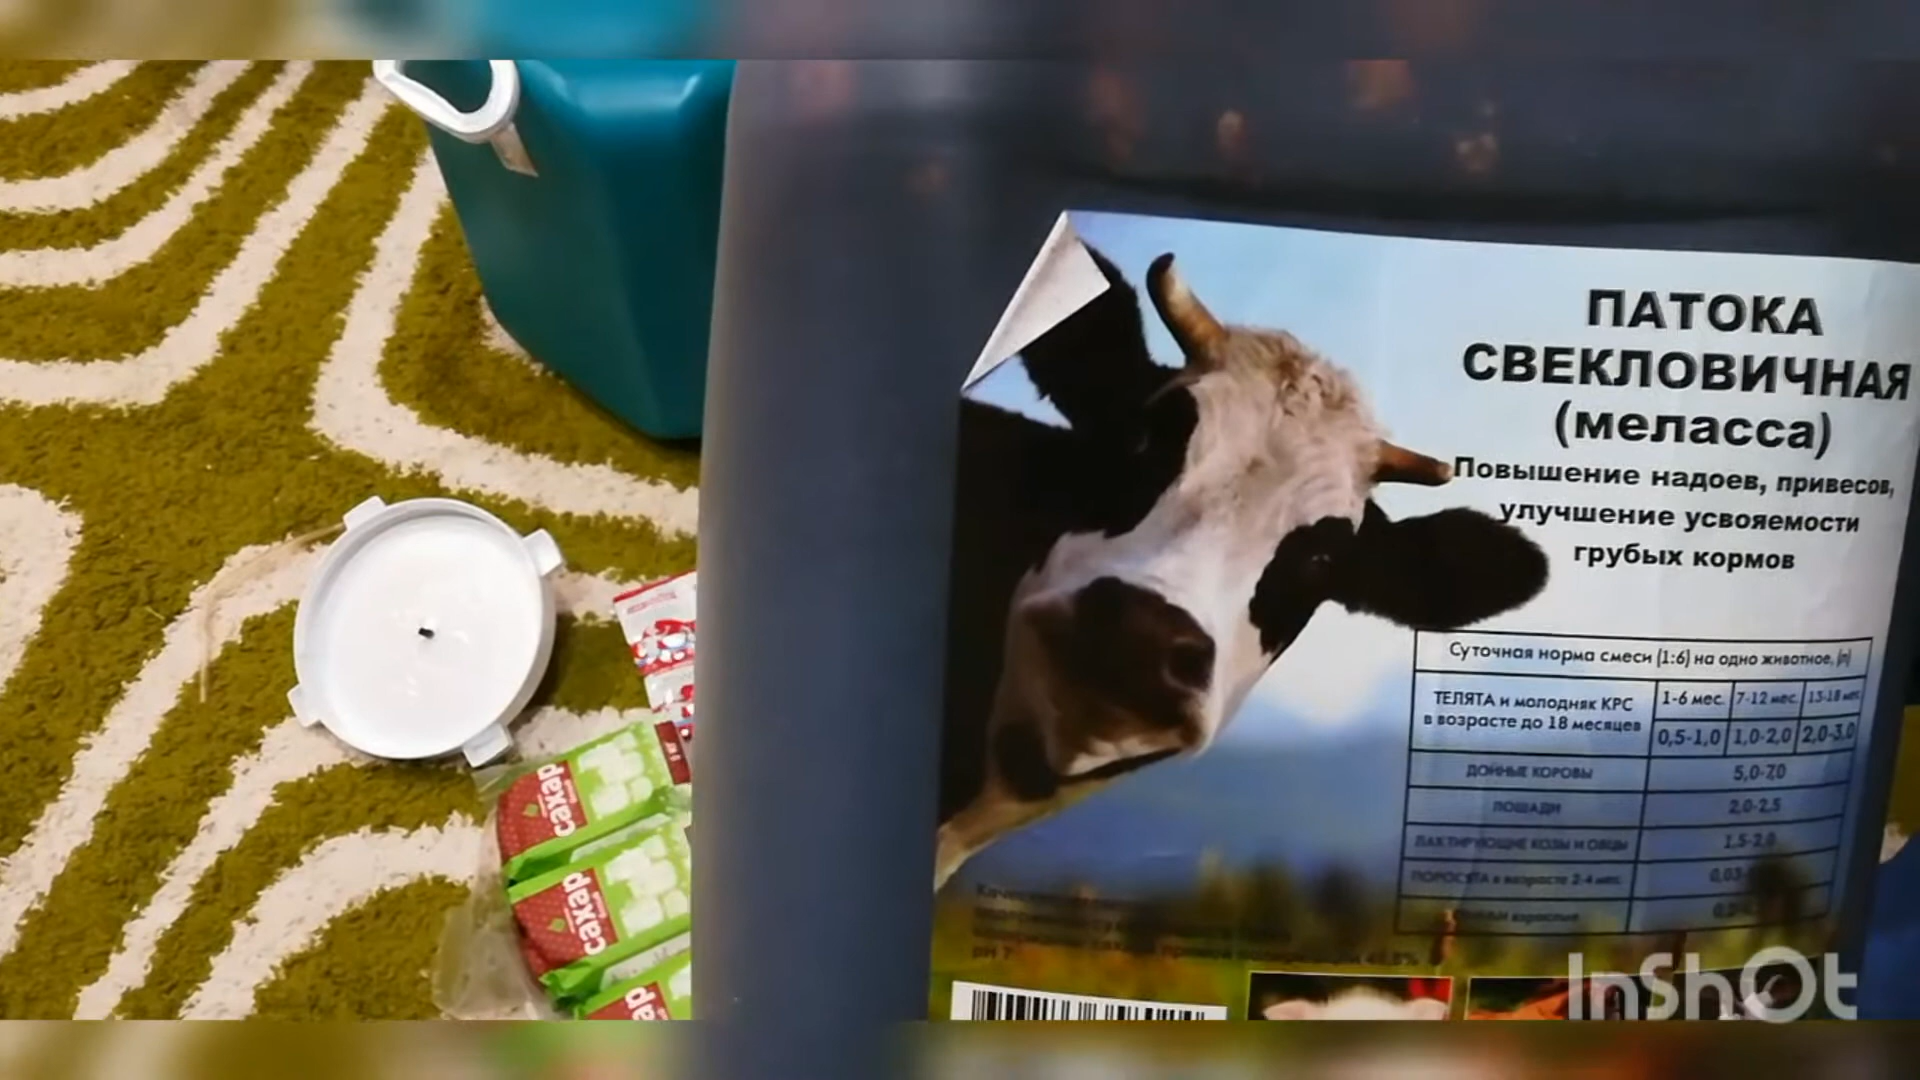 ПАТОКА
СВЕКЛОВИЧНАЯ
(меласса)
Повышение надоев, привесов,
улучшение усвояемости
грубых кормов
Суточная норма смеси (1:6) на одно животное, (л)
ТЕЛЯТА и молодняк КРС
в возрасте до 18 месяцев
1-6 мес. 7-12 мес. 13-18 мес.
0,5-1,0 1,0-2,0 2,0-3,0
ДОЙНЫЕ КОРОВЫ 5,0-7,0
ЛОШАДИ 2,0-2,5
ЛАКТИРУЮЩИЕ КОЗЫ И ОВЦЫ 1,5-2,0
ПОРОСЯТА в возрасте 2-4 мес.
pH 7
сахар
сахар
сахар
InShOt